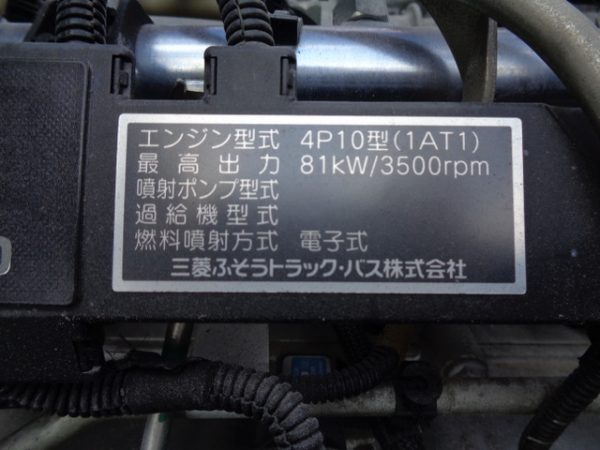 エンジン型式 4P10型(1AT1)
最高出力 81kW/3500rpm
噴射ポンプ型式
過給機型式
燃料噴射方式 電子式
三菱ふそうトラック・バス株式会社